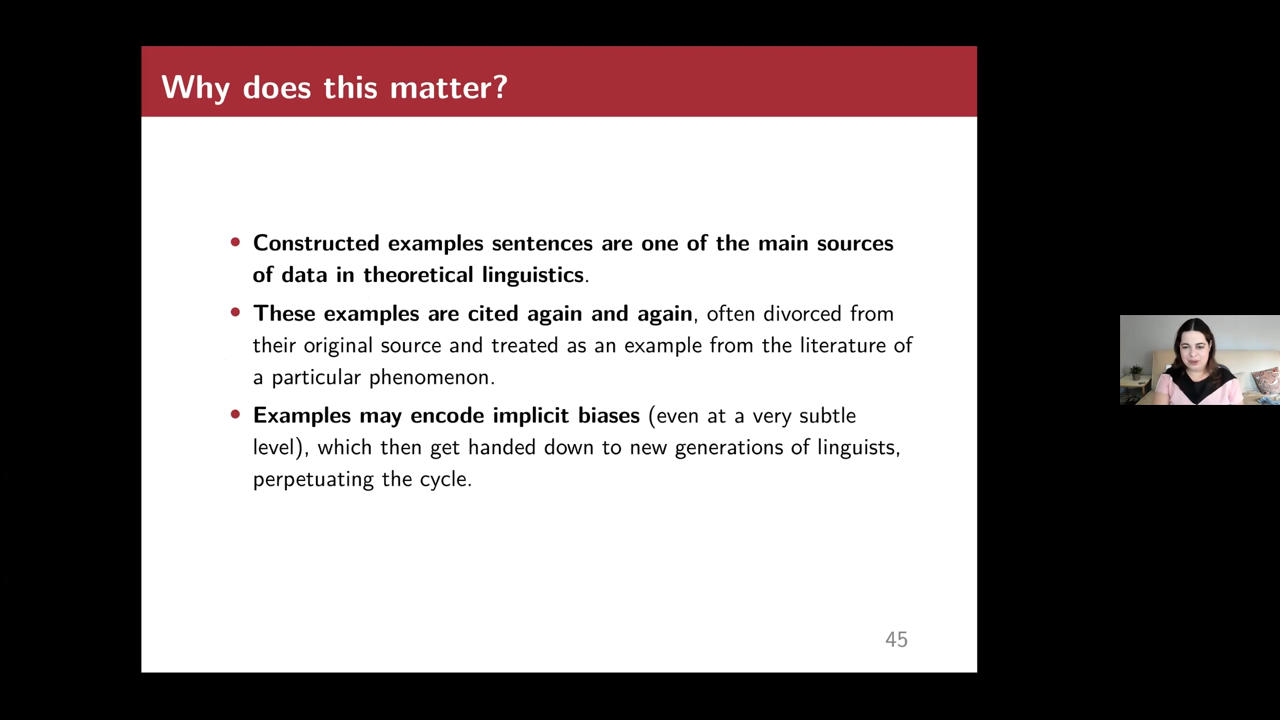 Why does this matter?
• Constructed examples sentences are one of the main sources
of data in theoretical linguistics.
• These examples are cited again and again, often divorced from
their original source and treated as an example from the literature of
a particular phenomenon.
• Examples may encode implicit biases (even at a very subtle
level), which then get handed down to new generations of linguists,
perpetuating the cycle.
45